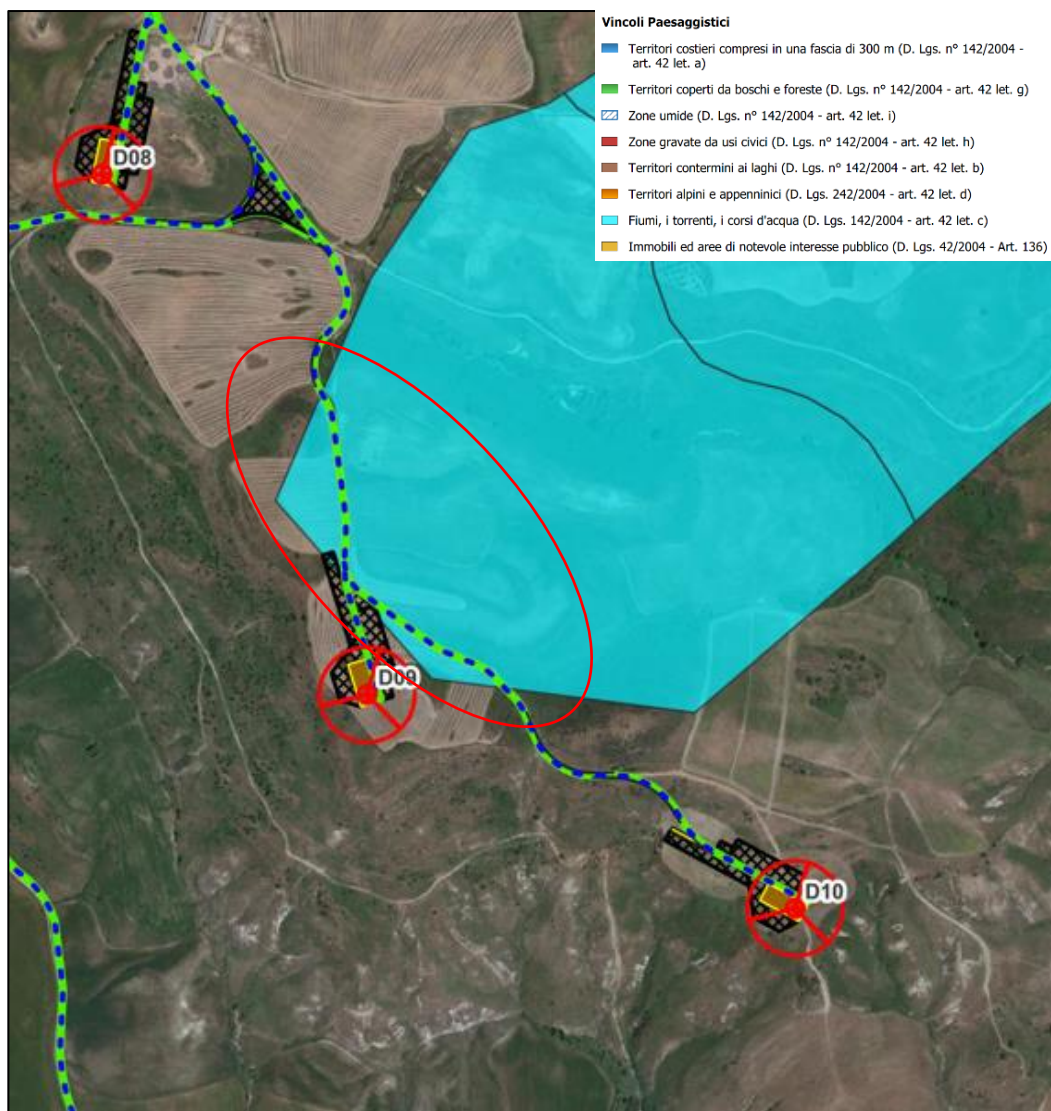 Vincoli Paesaggistici
Territori costieri compresi in una fascia di 300 m (D. Lgs. n° 142/2004 -
art. 42 let. a)
Territori coperti da boschi e foreste (D. Lgs. n° 142/2004 - art. 42 let. g)
Zone umide (D. Lgs. n° 142/2004 - art. 42 let. i)
Zone gravate da usi civici (D. Lgs. n° 142/2004 - art. 42 let. h)
Territori contermini ai laghi (D. Lgs. n° 142/2004 - art. 42 let. b)
Territori alpini e appenninici (D. Lgs. 242/2004 - art. 42 let. d)
Fiumi, i torrenti, i corsi d'acqua (D. Lgs. 142/2004 - art. 42 let. c)
Immobili ed aree di notevole interesse pubblico (D. Lgs. 42/2004 - Art. 136)
D08
D09
D10